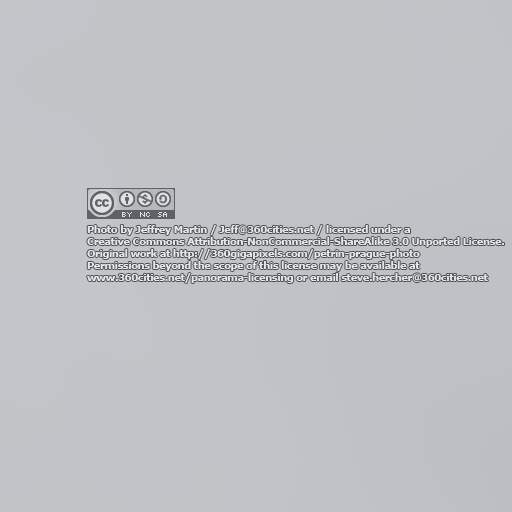 cc BY NC SA
Photo by Jeffrey Martin / Jeff@360cities.net / licensed under a
Creative Commons Attribution-NonCommercial-ShareAlike 3.0 Unported License.
Original work at http://360gigapixels.com/petrin-prague-photo
Permissions beyond the scope of this license may be available at
www.360cities.net/panorama-licensing or email steve.hercher@360cities.net